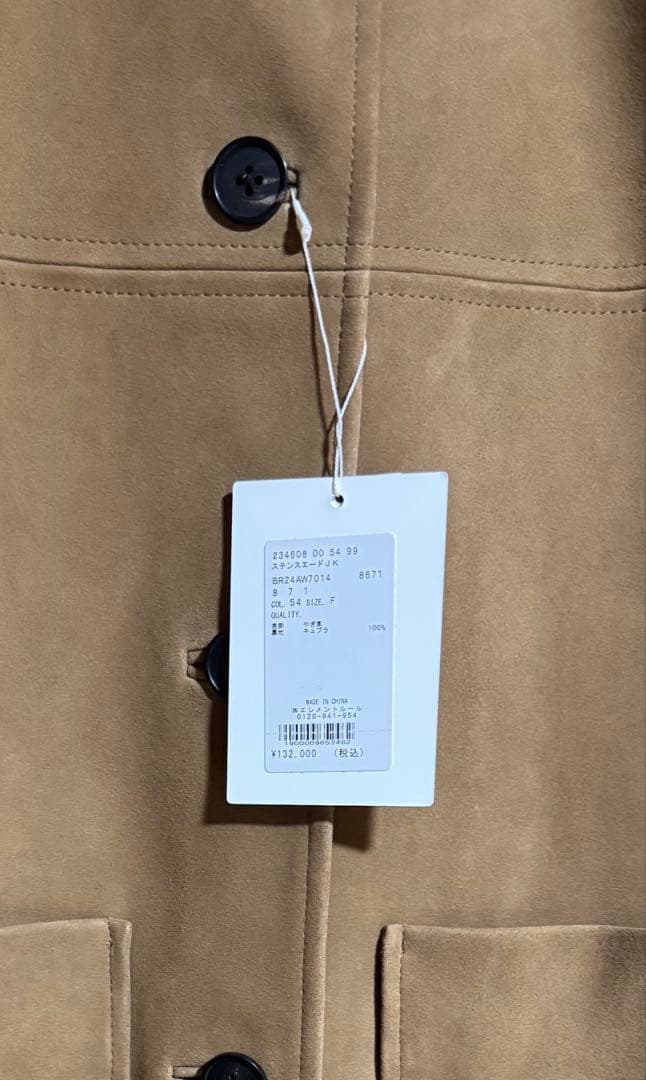 234608 00 54 99
ステンスエードJK
BR24AW7014 8671
8 7 1
COL. 54 SIZE. F
QUALITY.
表側 やぎ革
裏地 キュプラ 100%
MADE IN CHINA
㈱エレメントルール
0120-941-954
1900009652462
¥132,000 (税込)